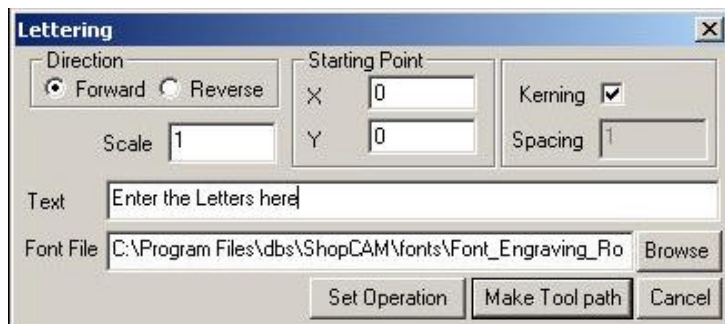 Lettering
Direction
Forward
Reverse
Scale 1
Starting Point
X 0
Y 0
Kerning
Spacing 1
Text Enter the Letters here
Font File C:\Program Files\dbs\ShopCAM\fonts\Font_Engraving_Ro Browse
Set Operation Make Tool path Cancel